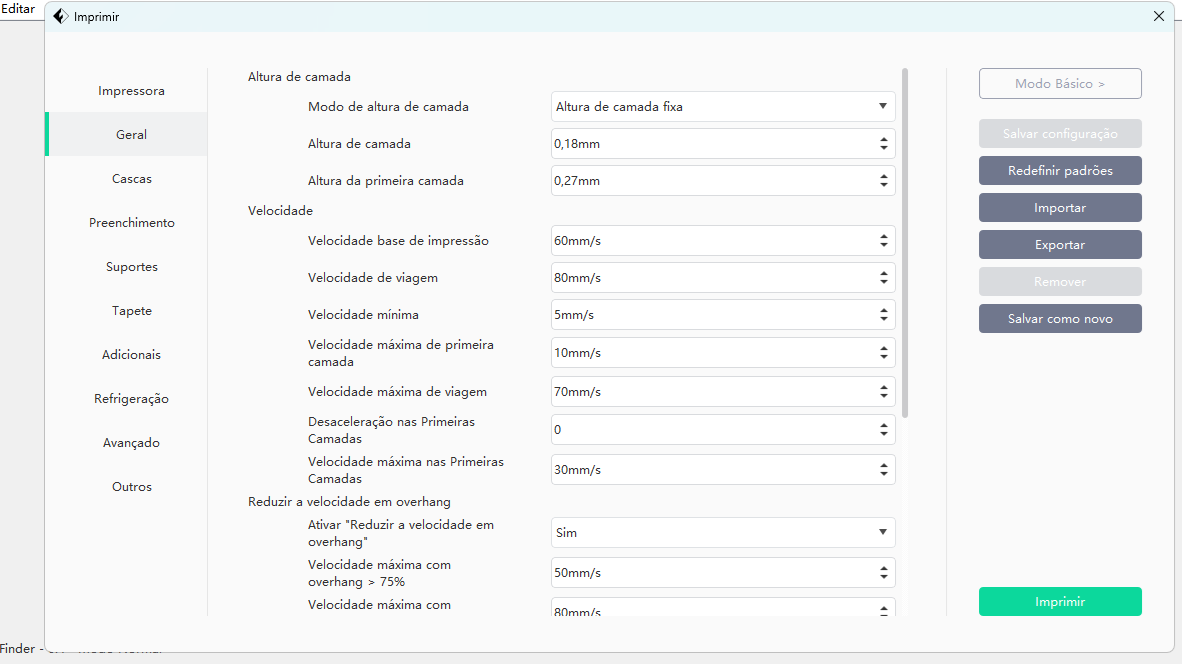 Editar
Imprimir
Impressora
Geral
Cascas
Preenchimento
Suportes
Tapete
Adicionais
Refrigeração
Avançado
Outros
Altura de camada
Modo de altura de camada
Altura de camada fixa
Altura de camada
0,18mm
Altura da primeira camada
0,27mm
Velocidade
Velocidade base de impressão
60mm/s
Velocidade de viagem
80mm/s
Velocidade mínima
5mm/s
Velocidade máxima de primeira
camada
10mm/s
Velocidade máxima de viagem
70mm/s
Desaceleração nas Primeiras
Camadas
0
Velocidade máxima nas Primeiras
Camadas
30mm/s
Reduzir a velocidade em overhang
Ativar "Reduzir a velocidade em
overhang"
Sim
Velocidade máxima com
overhang > 75%
50mm/s
Velocidade máxima com
80mm/s
Modo Básico >
Salvar configuração
Redefinir padrões
Importar
Exportar
Remover
Salvar como novo
Imprimir
Finder -